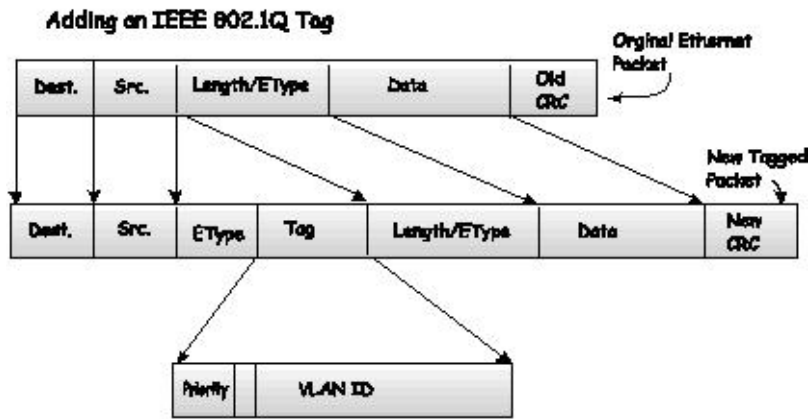 Adding an IEEE 802.1Q Tag
Orginal Ethernet
Packet
Dest. Src. Length/EType Data Old
CRC
New Tagged
Packet
Dest. Src. EType Tag Length/EType Data New
CRC
Priority VLAN ID